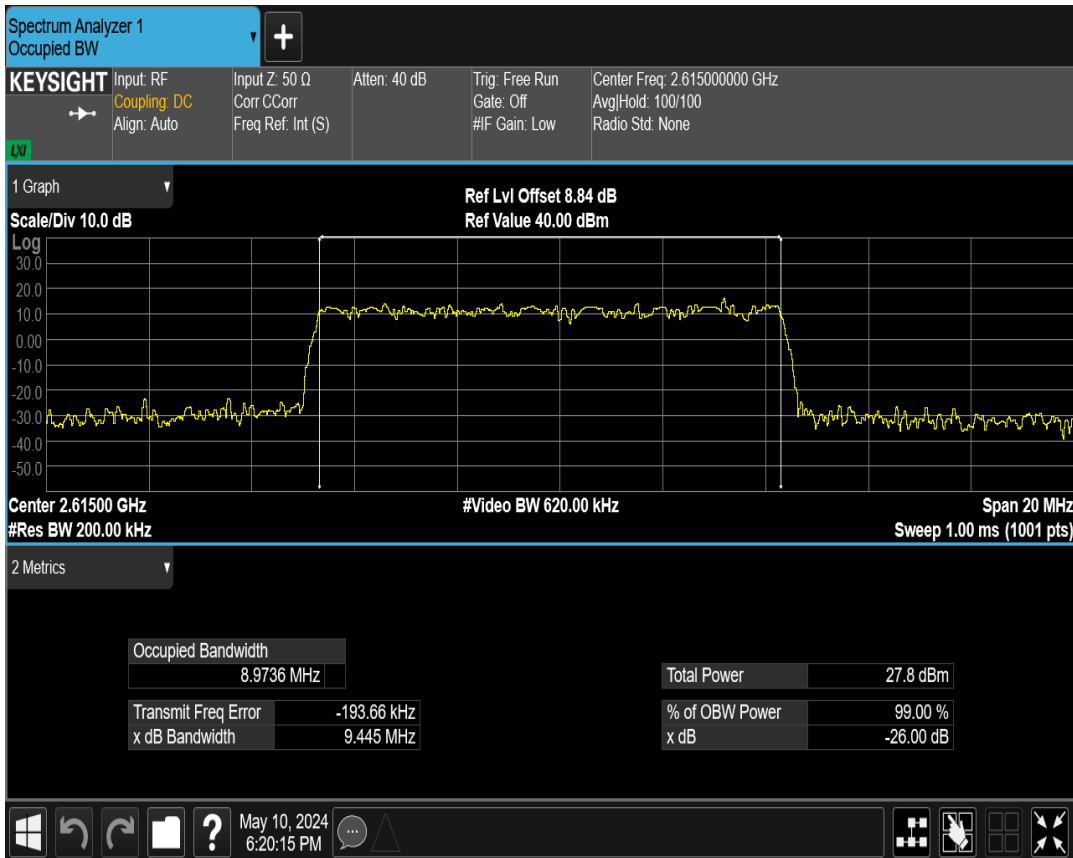 Spectrum Analyzer 1
Occupied BW
+
KEYSIGHT
LXI
Input: RF
Coupling: DC
Align: Auto
Input Z: 50 Ω
Corr CCorr
Freq Ref: Int (S)
Atten: 40 dB
Trig: Free Run
Gate: Off
#IF Gain: Low
Center Freq: 2.615000000 GHz
Avg|Hold: 100/100
Radio Std: None
1 Graph
Scale/Div 10.0 dB
Ref Lvl Offset 8.84 dB
Ref Value 40.00 dBm
Log
30.0
20.0
10.0
0.00
-10.0
-20.0
-30.0
-40.0
-50.0
Center 2.61500 GHz
#Res BW 200.00 kHz
#Video BW 620.00 kHz
Span 20 MHz
Sweep 1.00 ms (1001 pts)
2 Metrics
Occupied Bandwidth
8.9736 MHz
Transmit Freq Error -193.66 kHz
x dB Bandwidth 9.445 MHz
Total Power 27.8 dBm
% of OBW Power 99.00 %
x dB -26.00 dB
?
May 10, 2024
6:20:15 PM